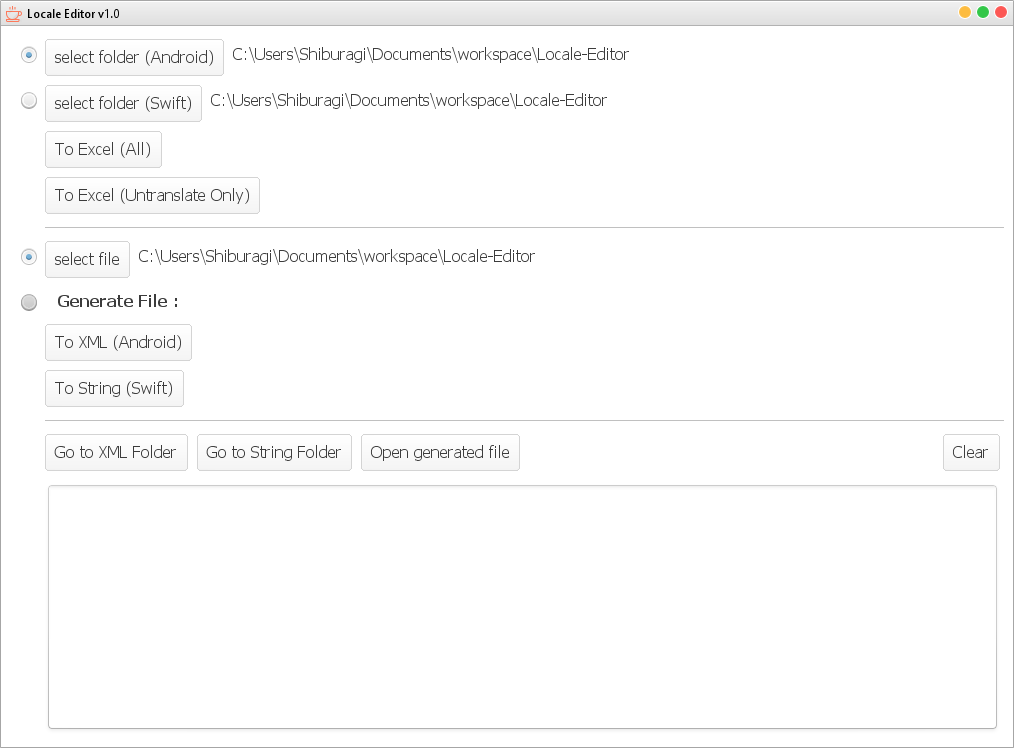 Locale Editor v1.0
select folder (Android) C:\Users\Shiburagi\Documents\workspace\Locale-Editor
select folder (Swift) C:\Users\Shiburagi\Documents\workspace\Locale-Editor
To Excel (All)
To Excel (Untranslate Only)
select file C:\Users\Shiburagi\Documents\workspace\Locale-Editor
Generate File :
To XML (Android)
To String (Swift)
Go to XML Folder Go to String Folder Open generated file Clear